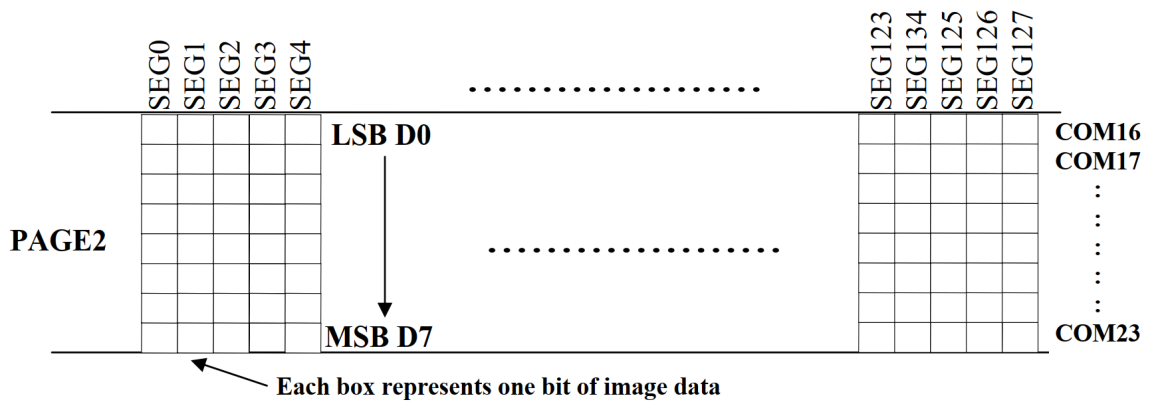 SEG0
SEG1
SEG2
SEG3
SEG4
SEG123
SEG134
SEG125
SEG126
SEG127
LSB D0
COM16
COM17
PAGE2
MSB D7
COM23
Each box represents one bit of image data